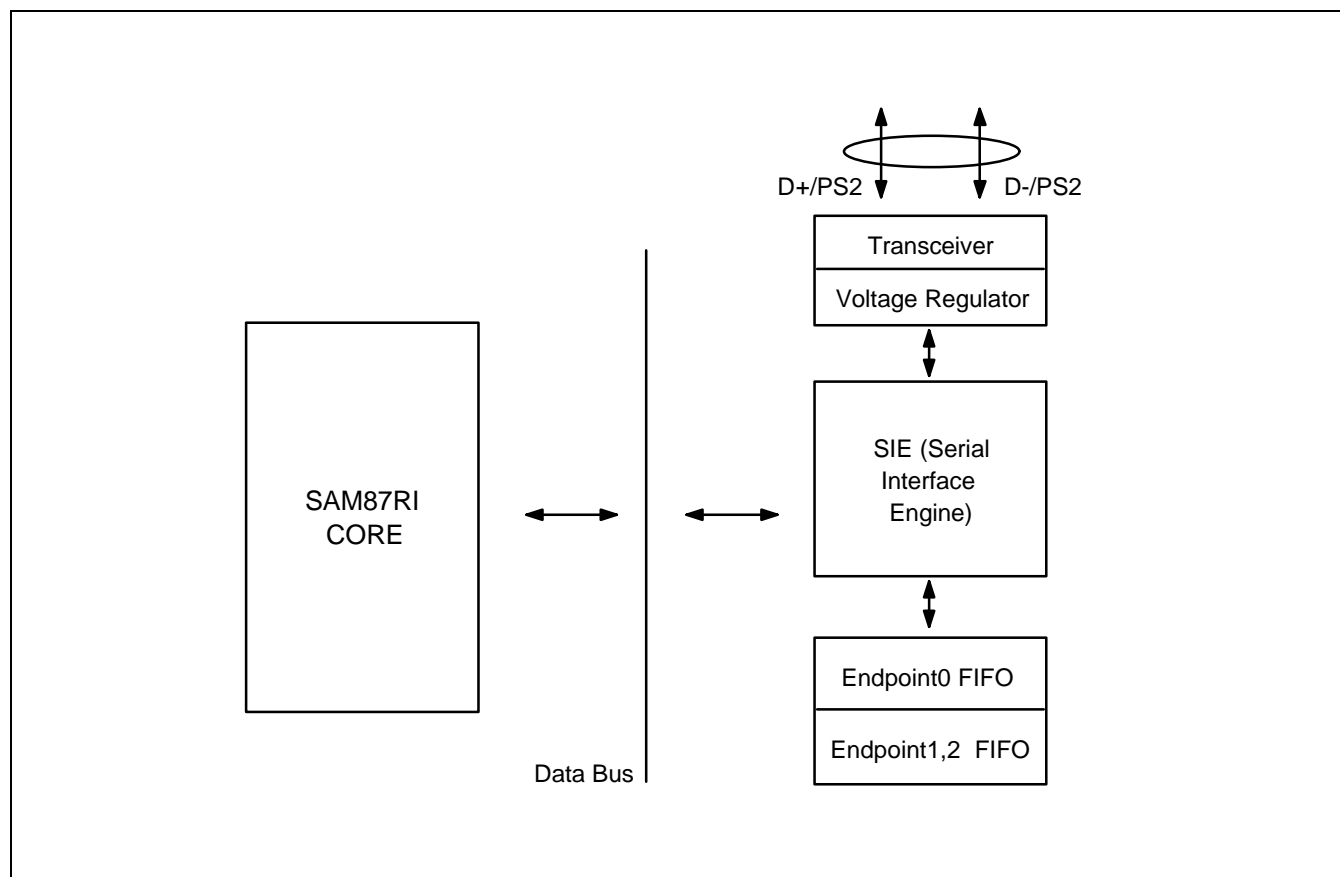 D+/PS2
D-/PS2
Transceiver
Voltage Regulator
SIE (Serial
Interface
Engine)
SAM87RI
CORE
Endpoint0 FIFO
Endpoint1,2 FIFO
Data Bus